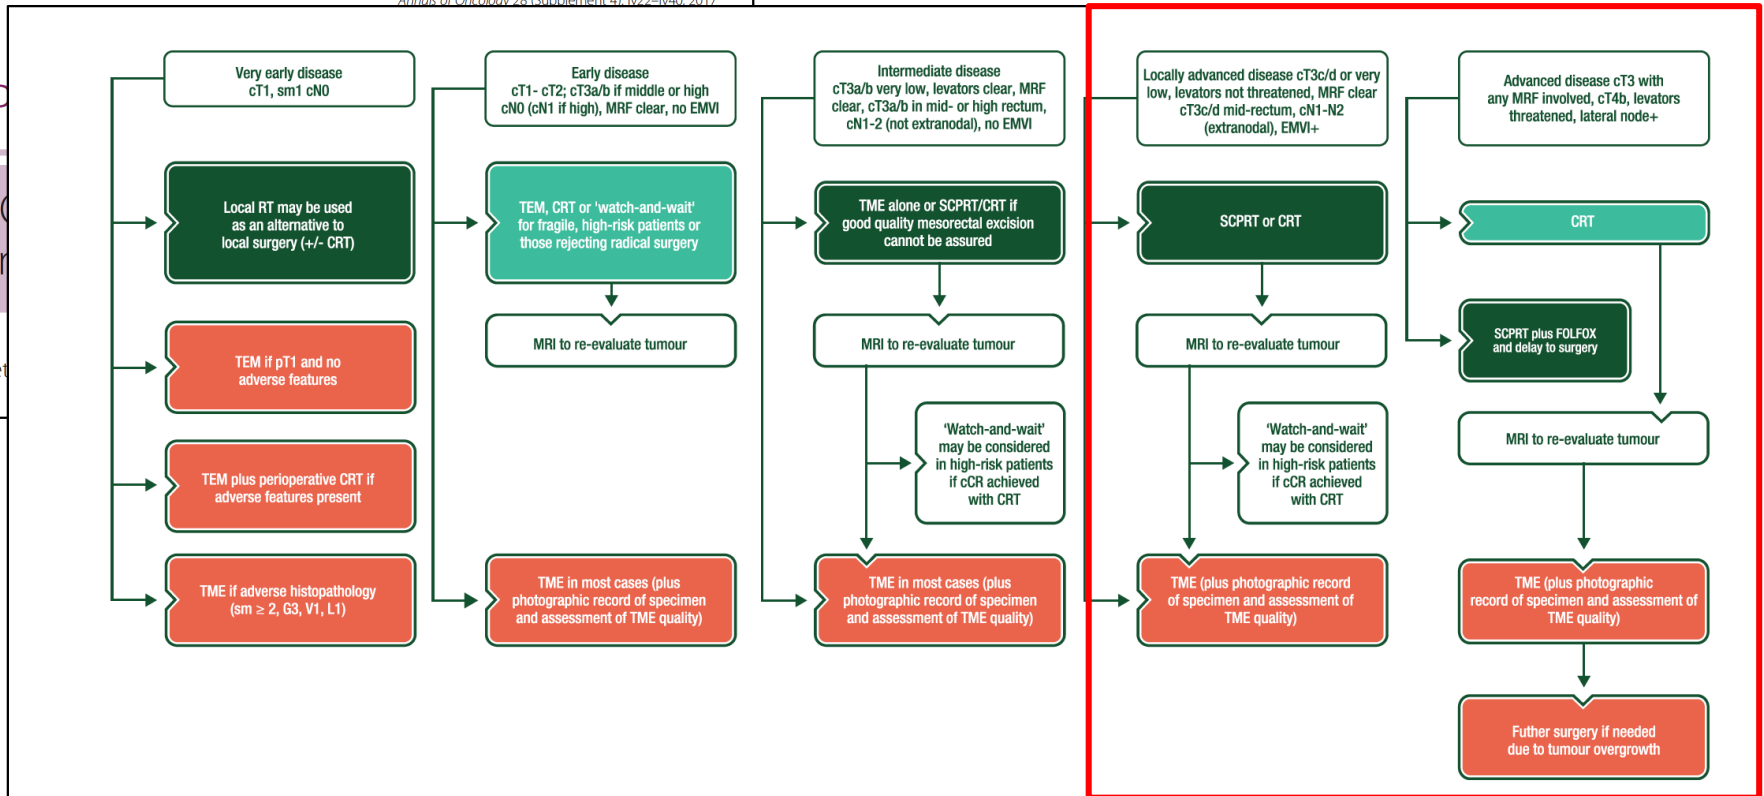 Annals of Oncology 28 (Supplement 4): iv22–iv40, 2017
Very early disease
cT1, sm1 cN0
Local RT may be used
as an alternative to
local surgery (+/- CRT)
TEM if pT1 and no
adverse features
TEM plus perioperative CRT if
adverse features present
TME if adverse histopathology
(sm ≥ 2, G3, V1, L1)
Early disease
cT1- cT2; cT3a/b if middle or high
cN0 (cN1 if high), MRF clear, no EMVI
TEM, CRT or 'watch-and-wait'
for fragile, high-risk patients or
those rejecting radical surgery
MRI to re-evaluate tumour
TME in most cases (plus
photographic record of specimen
and assessment of TME quality)
Intermediate disease
cT3a/b very low, levators clear, MRF
clear, cT3a/b in mid- or high rectum,
cN1-2 (not extranodal), no EMVI
TME alone or SCPRT/CRT if
good quality mesorectal excision
cannot be assured
MRI to re-evaluate tumour
'Watch-and-wait'
may be considered
in high-risk patients
if cCR achieved
with CRT
TME in most cases (plus
photographic record of specimen
and assessment of TME quality)
Locally advanced disease cT3c/d or very
low, levators not threatened, MRF clear
cT3c/d mid-rectum, cN1-N2
(extranodal), EMVI+
SCPRT or CRT
MRI to re-evaluate tumour
'Watch-and-wait'
may be considered
in high-risk patients
if cCR achieved
with CRT
TME (plus photographic record
of specimen and assessment of
TME quality)
Advanced disease cT3 with
any MRF involved, cT4b, levators
threatened, lateral node+
CRT
SCPRT plus FOLFOX
and delay to surgery
MRI to re-evaluate tumour
TME (plus photographic
record of specimen and assessment of
TME quality)
Futher surgery if needed
due to tumour overgrowth